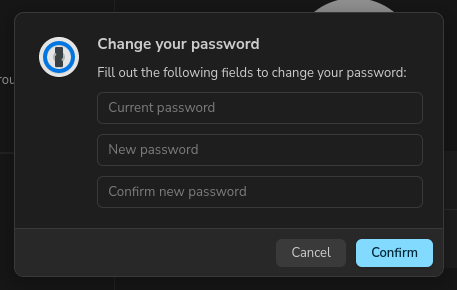 Change your password
Fill out the following fields to change your password:
Current password
New password
Confirm new password
Cancel
Confirm